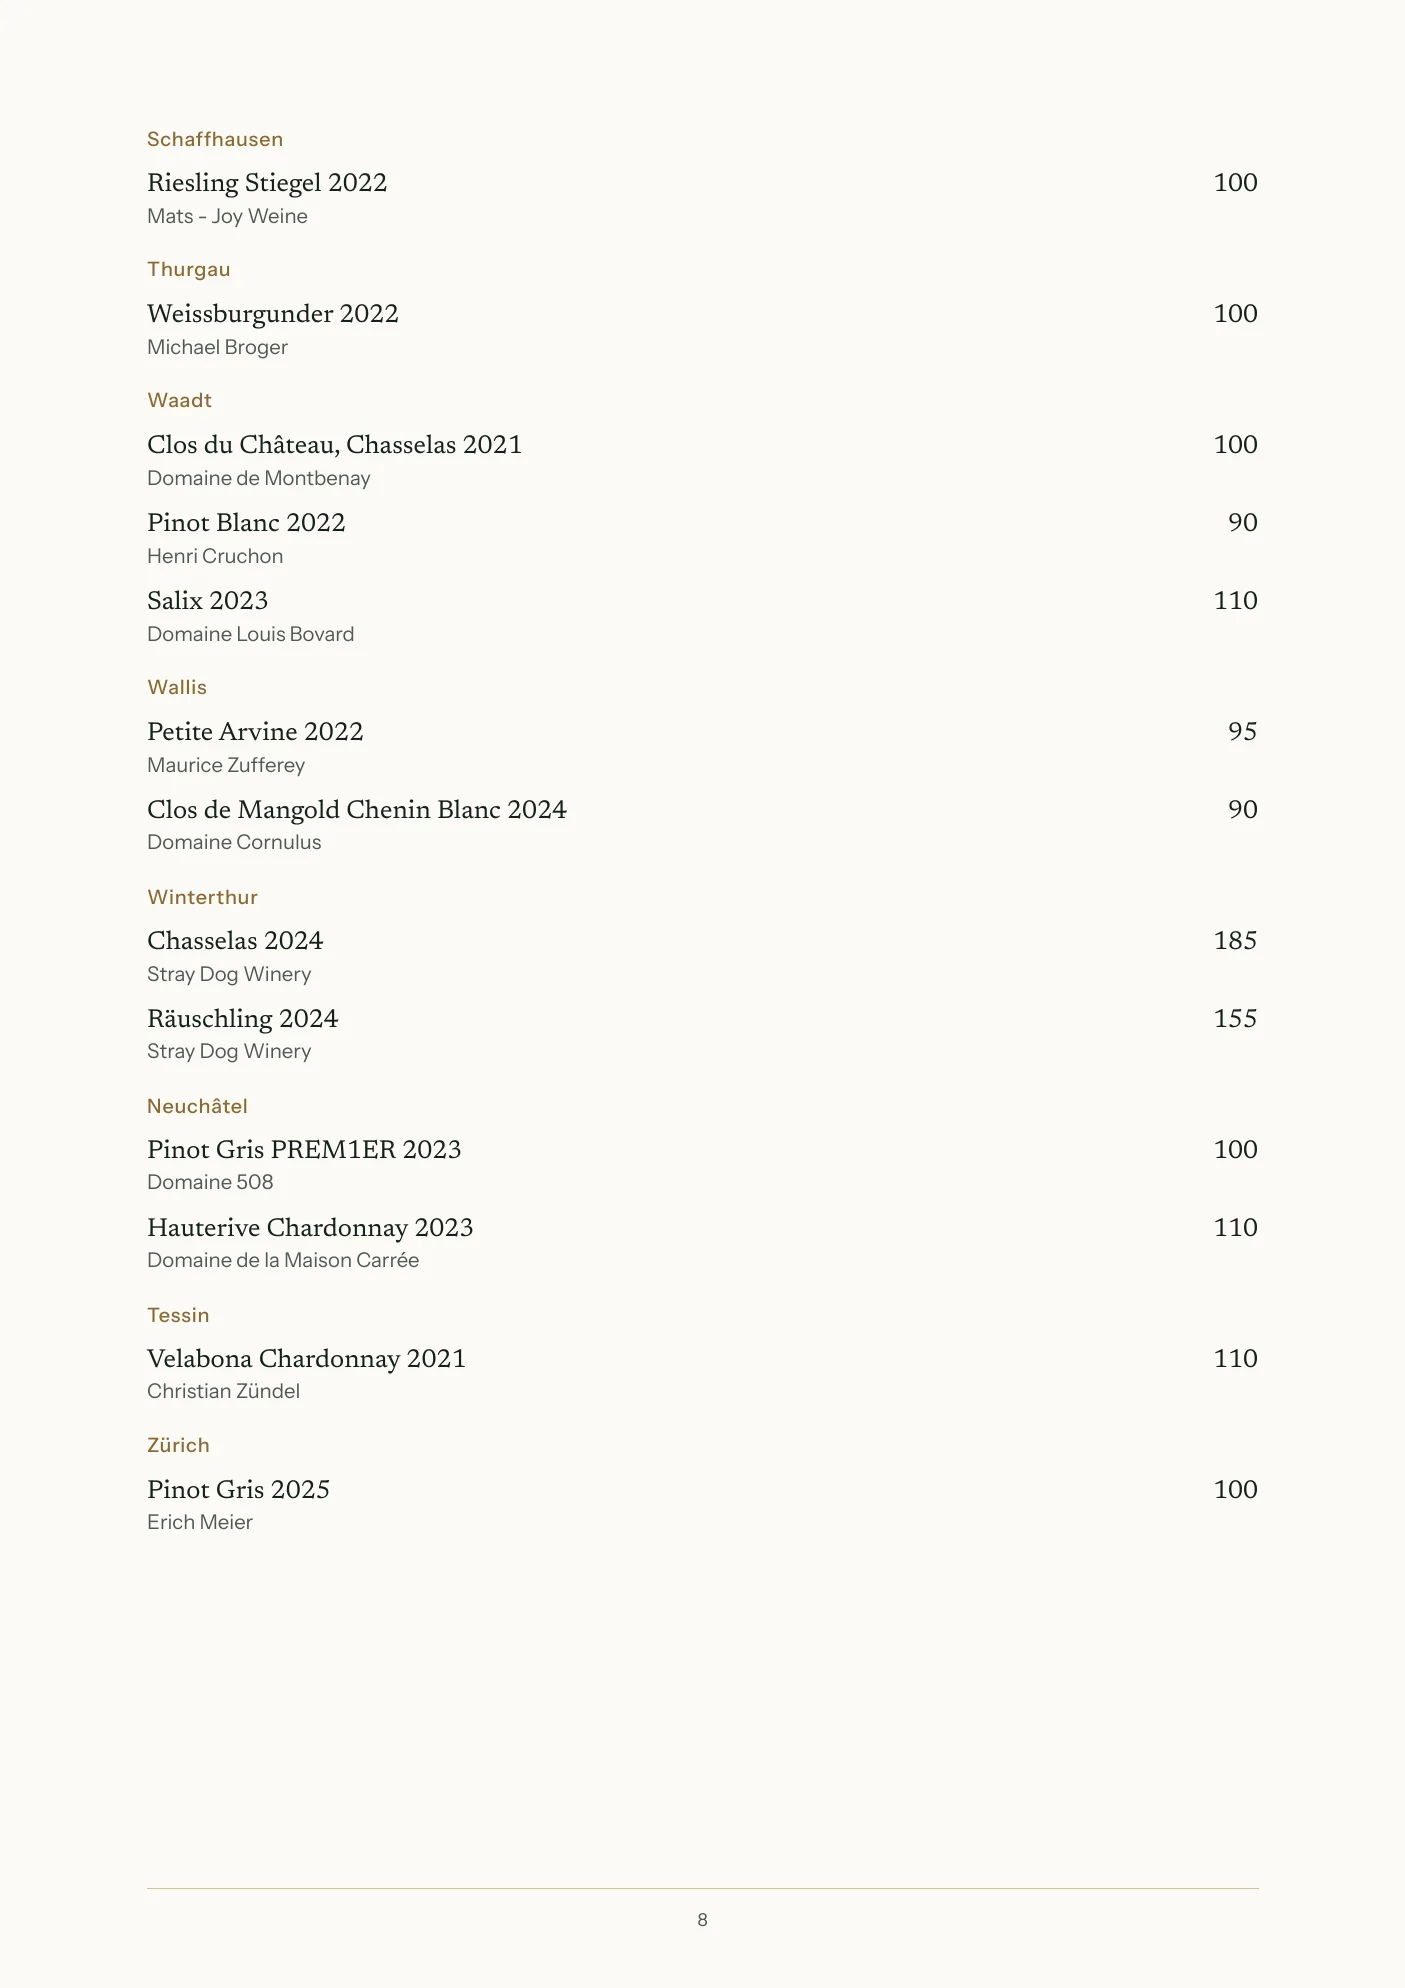 Schaffhausen
Riesling Stiegel 2022 100
Mats - Joy Weine
Thurgau
Weissburgunder 2022 100
Michael Broger
Waadt
Clos du Château, Chasselas 2021 100
Domaine de Montbenay
Pinot Blanc 2022 90
Henri Cruchon
Salix 2023 110
Domaine Louis Bovard
Wallis
Petite Arvine 2022 95
Maurice Zufferey
Clos de Mangold Chenin Blanc 2024 90
Domaine Cornulus
Winterthur
Chasselas 2024 185
Stray Dog Winery
Räuschling 2024 155
Stray Dog Winery
Neuchâtel
Pinot Gris PREM1ER 2023 100
Domaine 508
Hauterive Chardonnay 2023 110
Domaine de la Maison Carrée
Tessin
Velabona Chardonnay 2021 110
Christian Zündel
Zürich
Pinot Gris 2025 100
Erich Meier
8